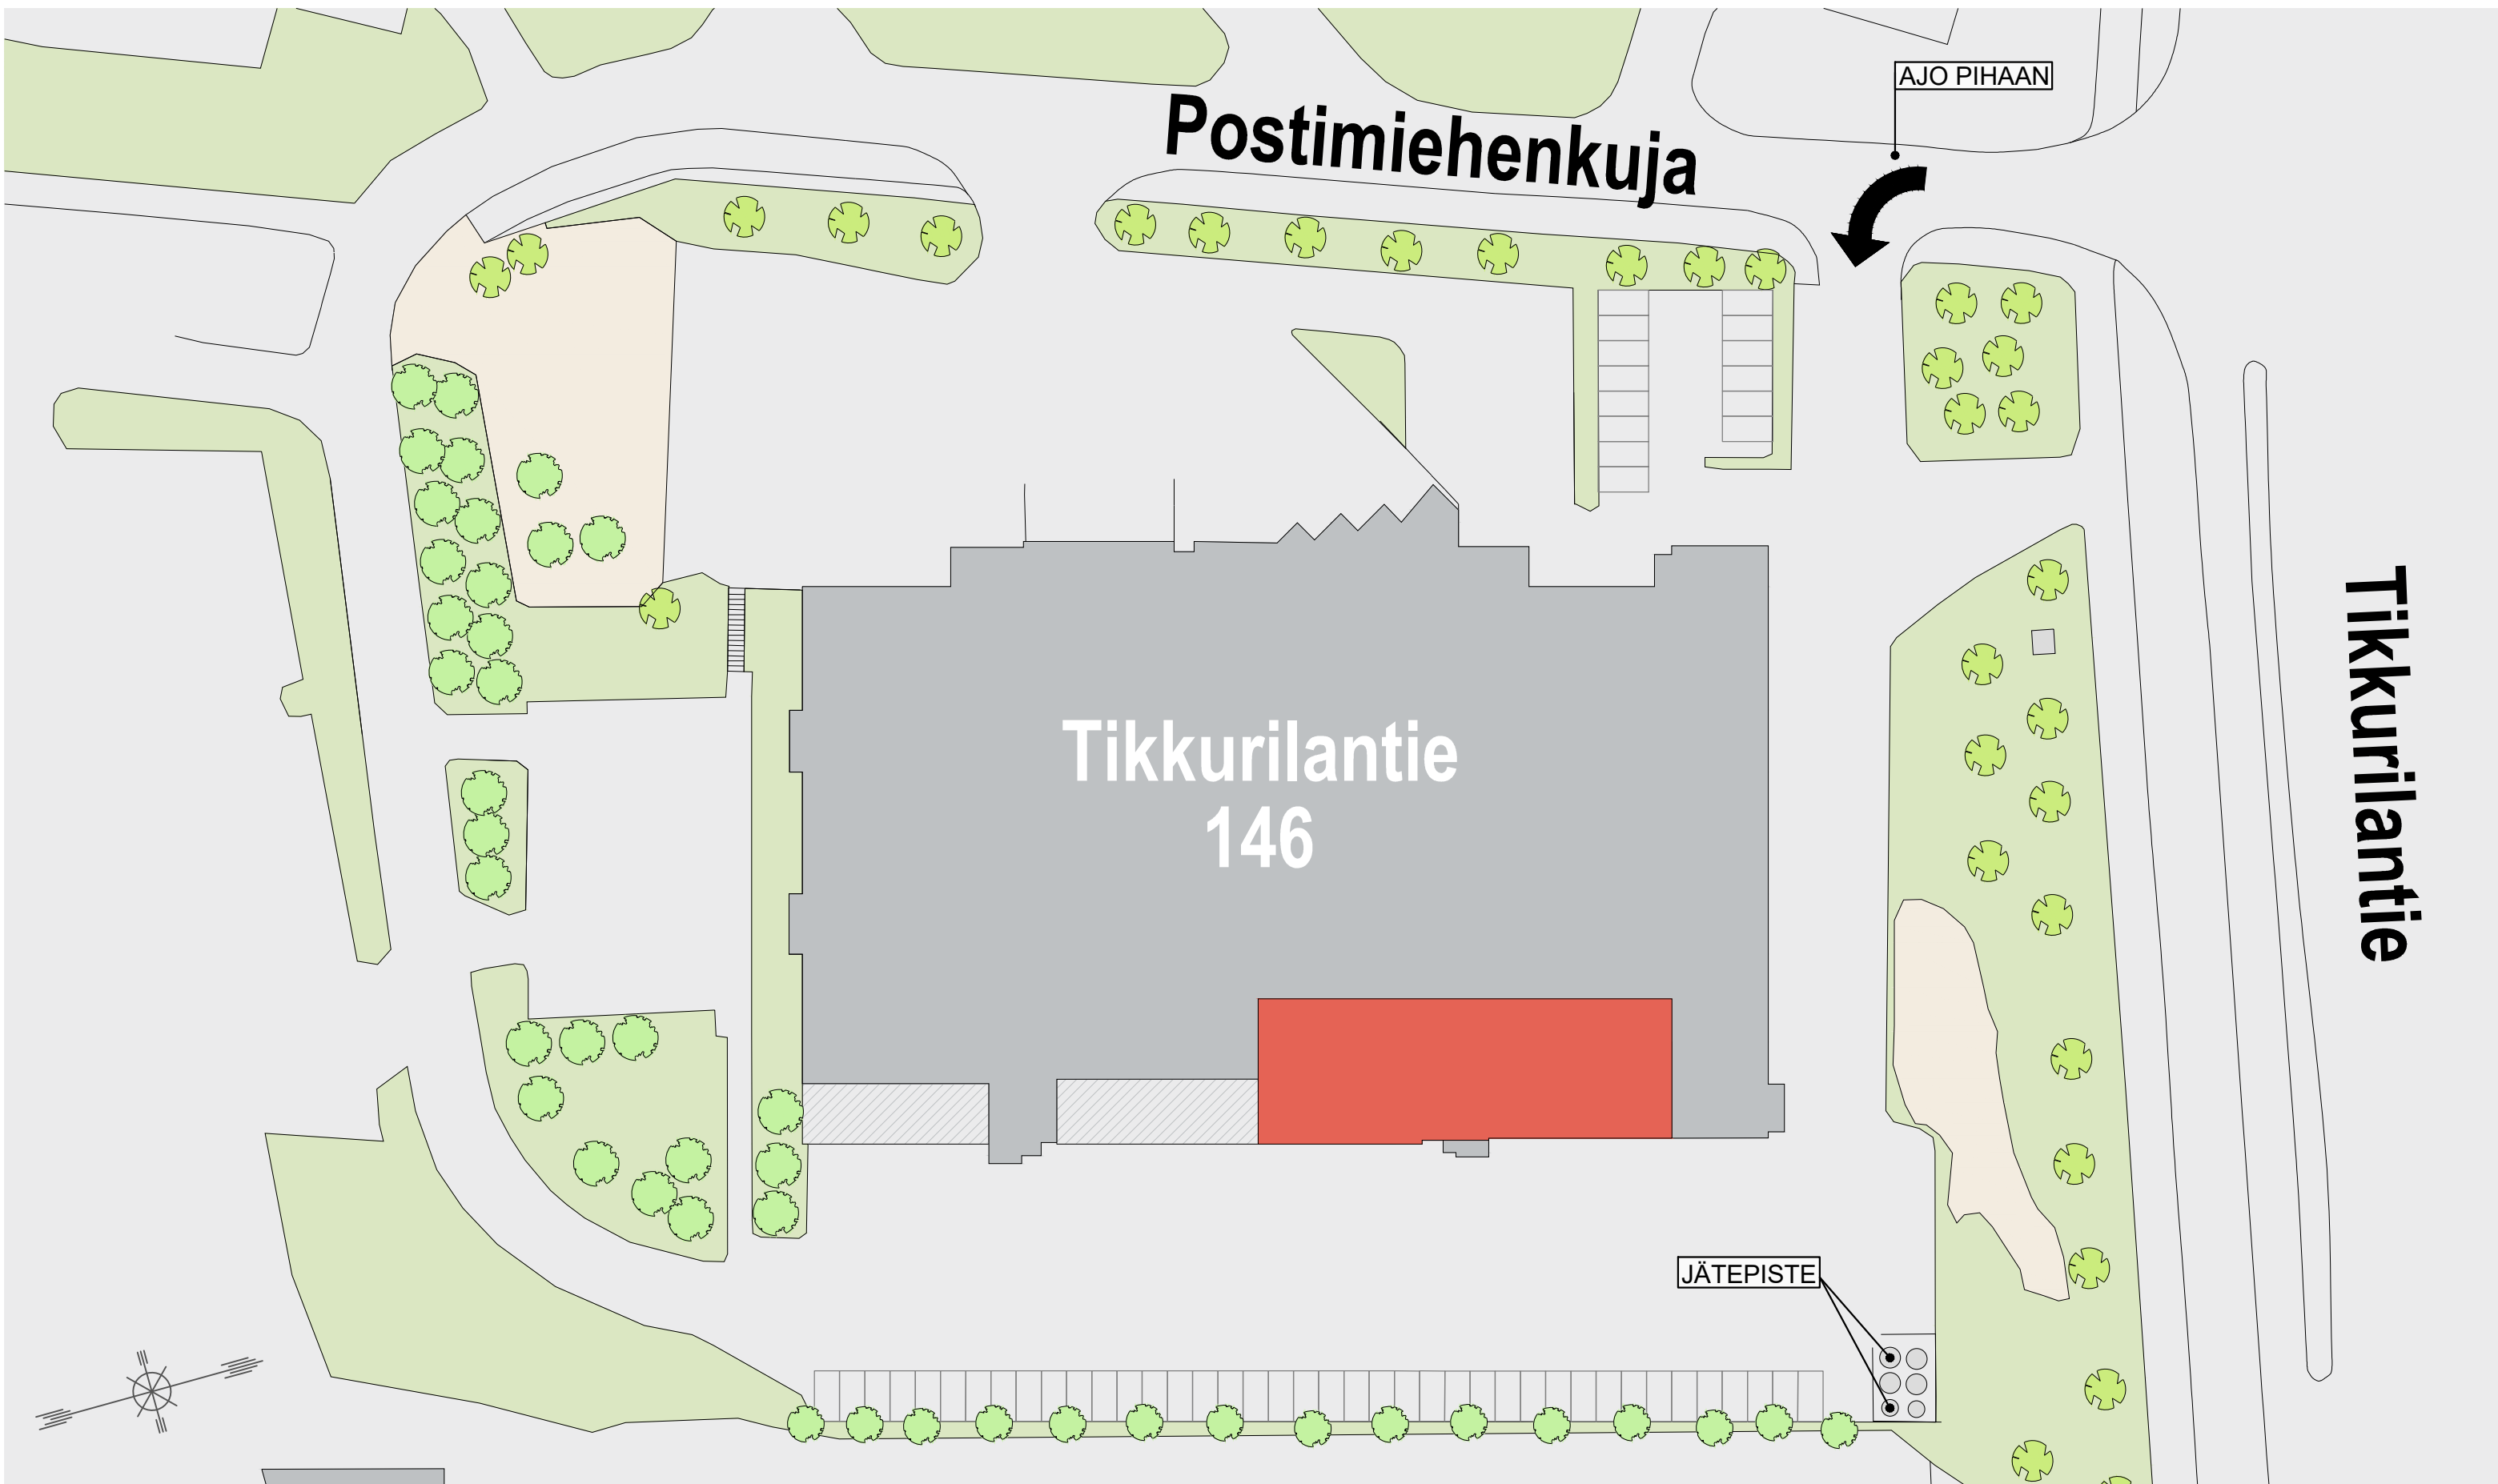 AJO PIHAAN
Postimiehenkuja
Tikkurilantie
Tikkurilantie
146
JÄTEPISTE